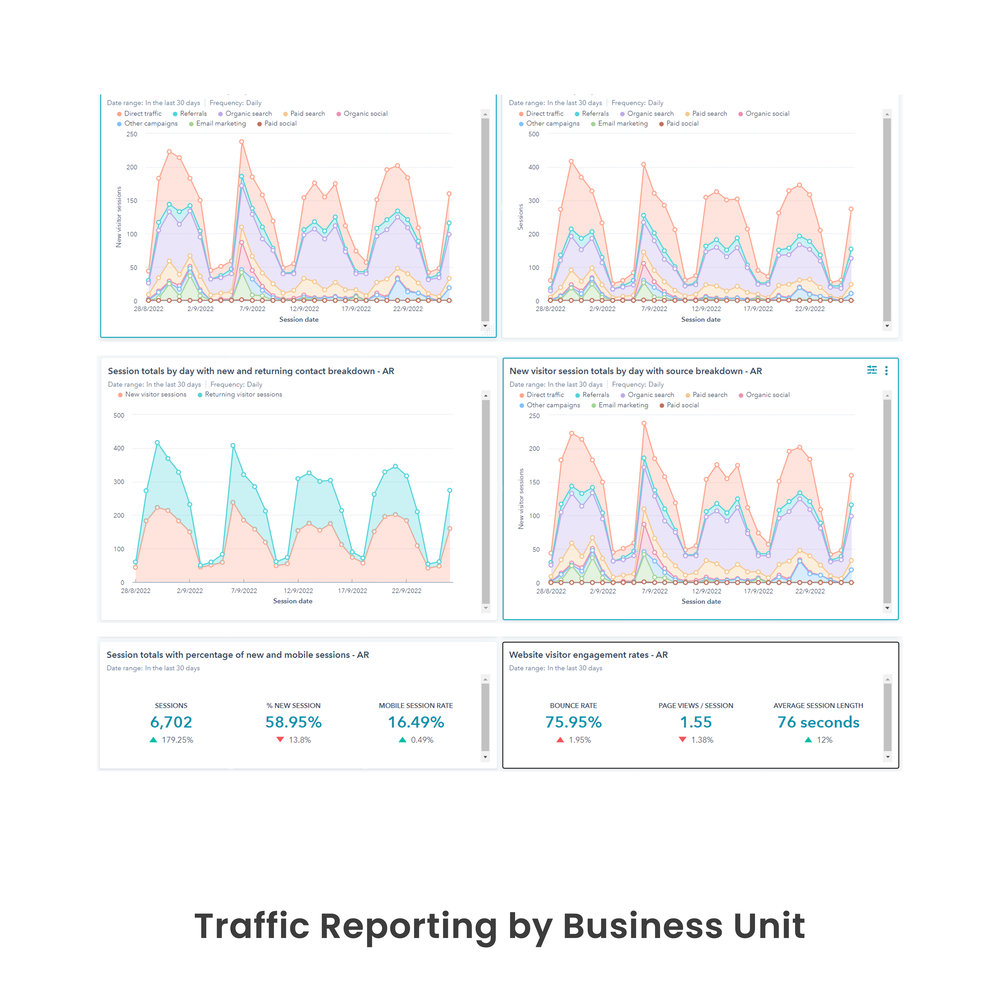 Date range: In the last 30 days | Frequency: Daily
Direct traffic Referrals Organic search Paid search Organic social
Other campaigns Email marketing Paid social
250
200
150
100
50
0
New visitor sessions
28/8/2022 2/9/2022 7/9/2022 12/9/2022 17/9/2022 22/9/2022
Session date
Date range: In the last 30 days | Frequency: Daily
Direct traffic Referrals Organic search Paid search Organic social
Other campaigns Email marketing Paid social
500
400
300
200
100
0
Sessions
28/8/2022 2/9/2022 7/9/2022 12/9/2022 17/9/2022 22/9/2022
Session date
Session totals by day with new and returning contact breakdown - AR
Date range: In the last 30 days | Frequency: Daily
New visitor sessions Returning visitor sessions
500
400
300
200
100
0
28/8/2022 2/9/2022 7/9/2022 12/9/2022 17/9/2022 22/9/2022
Session date
New visitor session totals by day with source breakdown - AR
Date range: In the last 30 days | Frequency: Daily
Direct traffic Referrals Organic search Paid search Organic social
Other campaigns Email marketing Paid social
250
200
150
100
50
0
New visitor sessions
28/8/2022 2/9/2022 7/9/2022 12/9/2022 17/9/2022 22/9/2022
Session date
Session totals with percentage of new and mobile sessions - AR
Date range: In the last 30 days
SESSIONS % NEW SESSION MOBILE SESSION RATE
6,702 58.95% 16.49%
179.25% 13.8% 0.49%
Website visitor engagement rates - AR
Date range: In the last 30 days
BOUNCE RATE PAGE VIEWS / SESSION AVERAGE SESSION LENGTH
75.95% 1.55 76 seconds
1.95% 1.38% 12%
Traffic Reporting by Business Unit